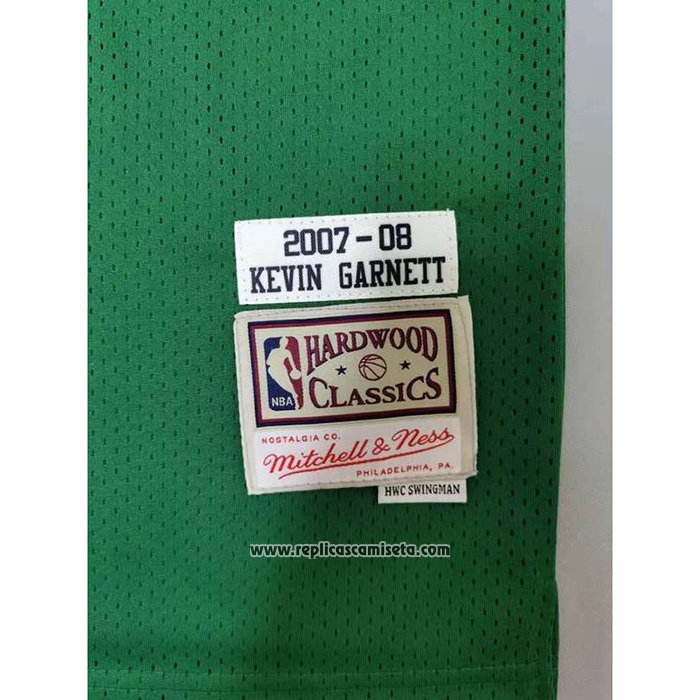 2007-08
KEVIN GARNETT
HARDWOOD
CLASSICS
NBA
NOSTALGIA CO.
Mitchell & Ness
PHILADELPHIA, PA.
HWC SWINGMAN
www.replicascamiseta.com